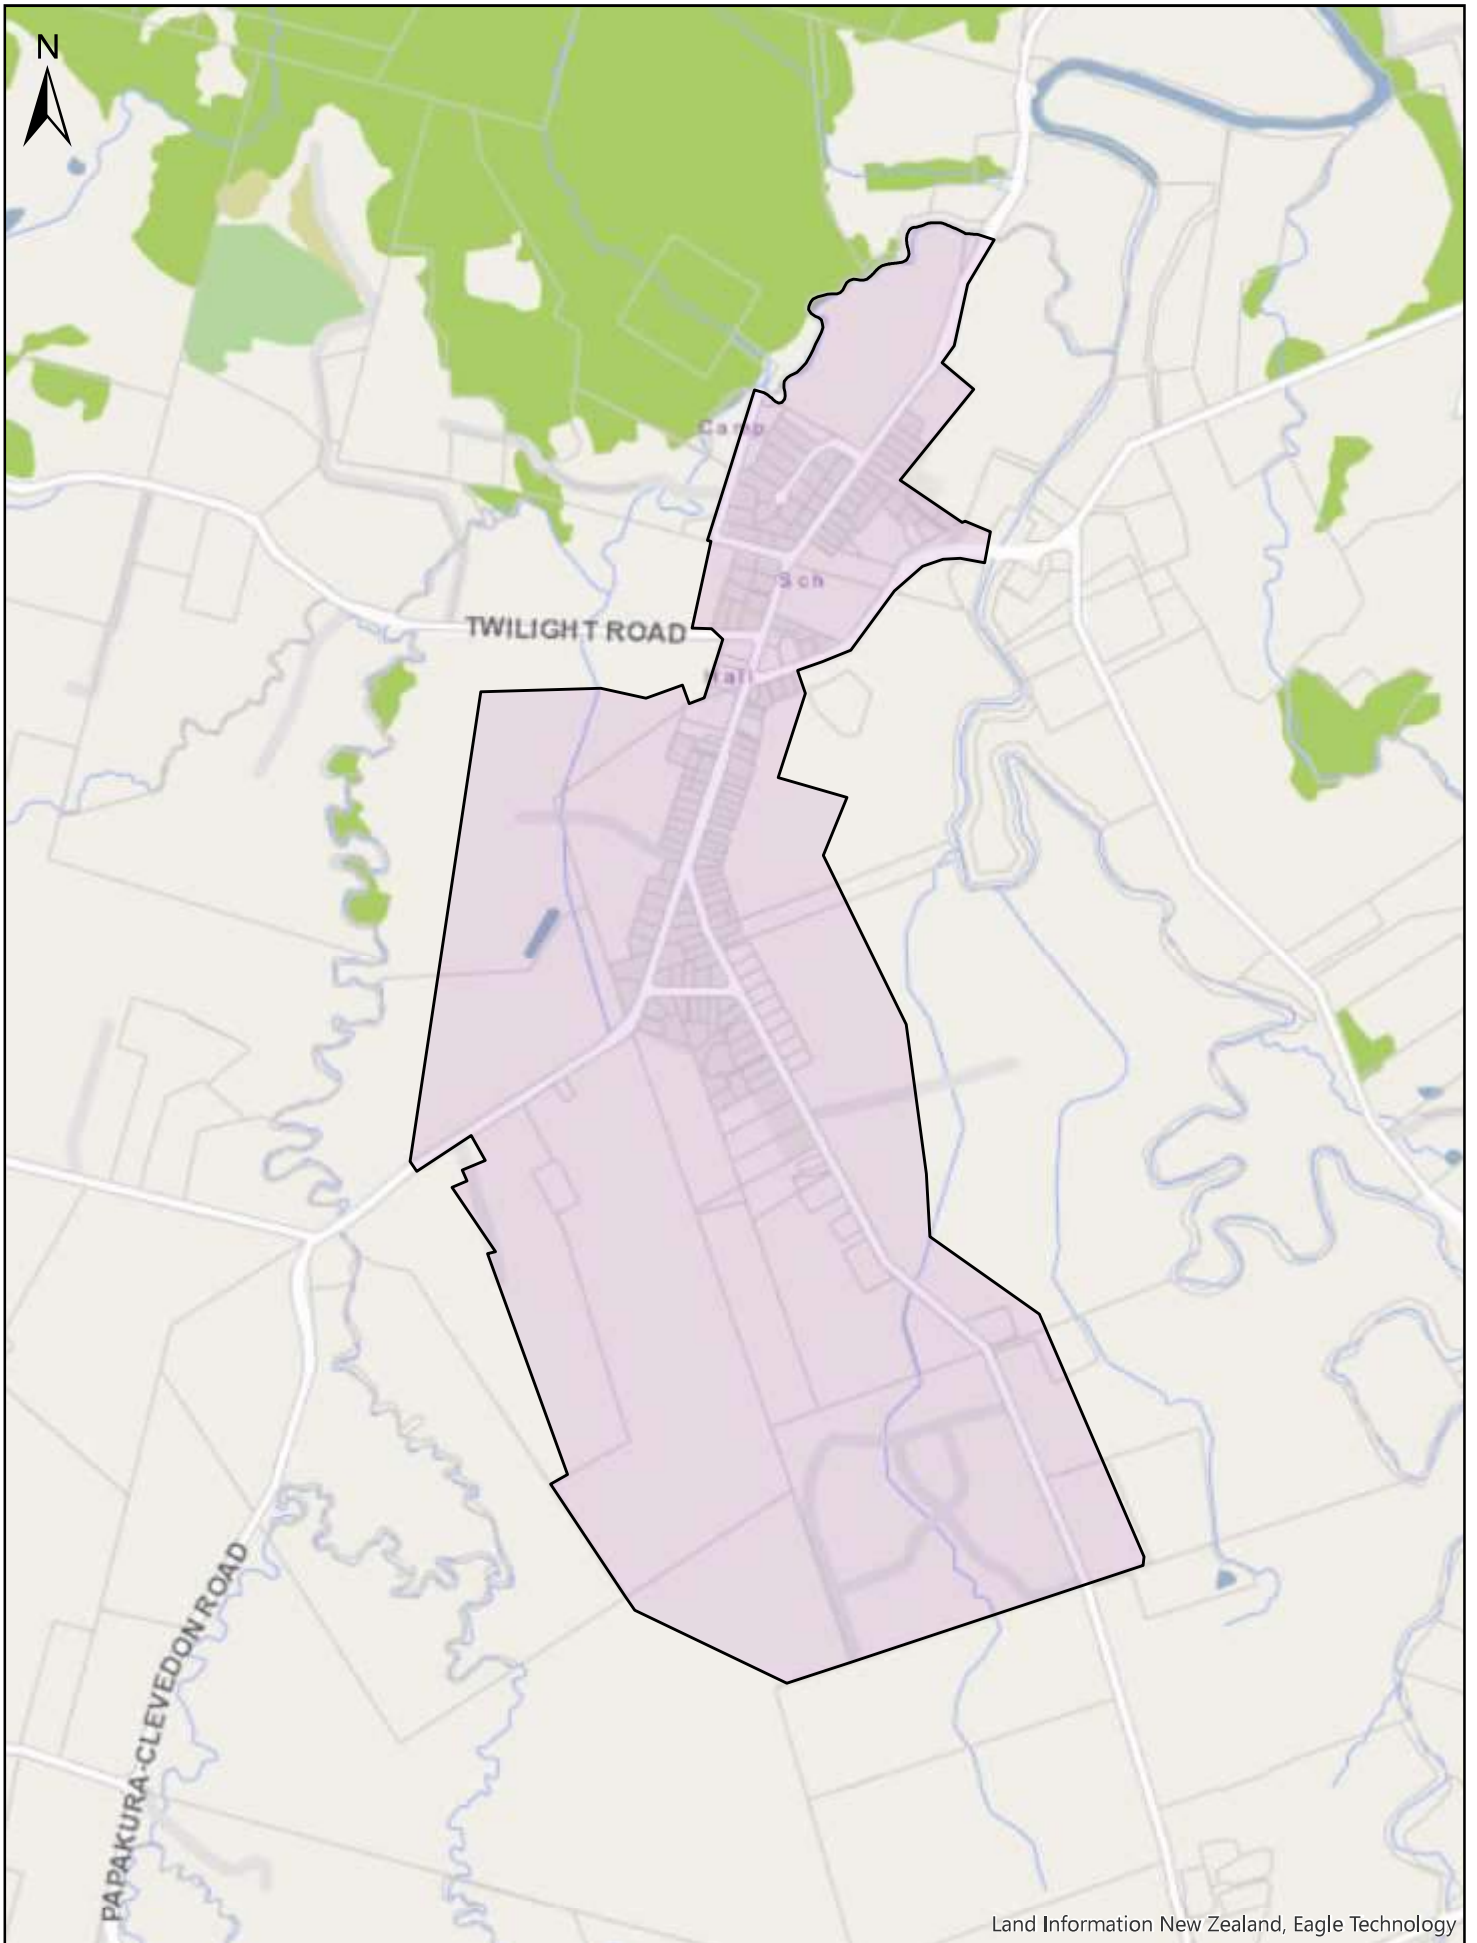 N
Camp
Sch
TWILIGHT ROAD
Hall
PAPAKURA-CLEVEDON ROAD
Land Information New Zealand, Eagle Technology